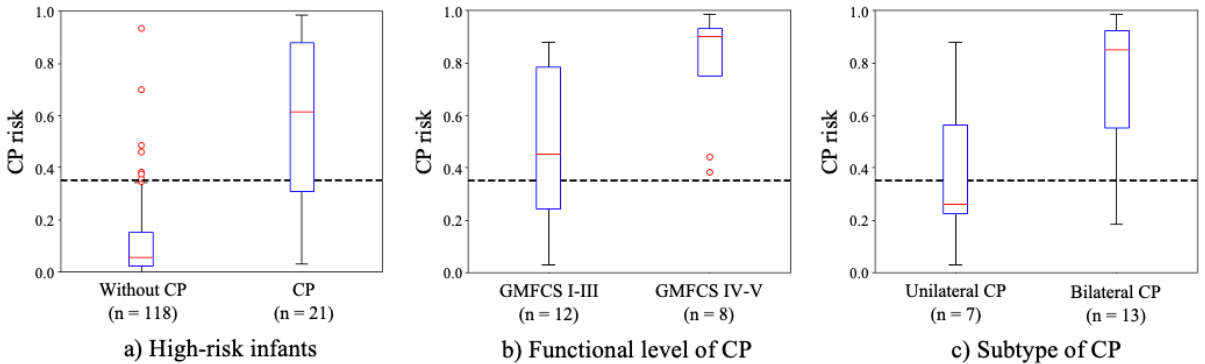 1.0
0.8
0.6
0.4
0.2
0.0
CP risk
Without CP
(n = 118)
CP
(n = 21)
a) High-risk infants
1.0
0.8
0.6
0.4
0.2
0.0
CP risk
GMFCS I-III
(n = 12)
GMFCS IV-V
(n = 8)
b) Functional level of CP
1.0
0.8
0.6
0.4
0.2
0.0
CP risk
Unilateral CP
(n = 7)
Bilateral CP
(n = 13)
c) Subtype of CP